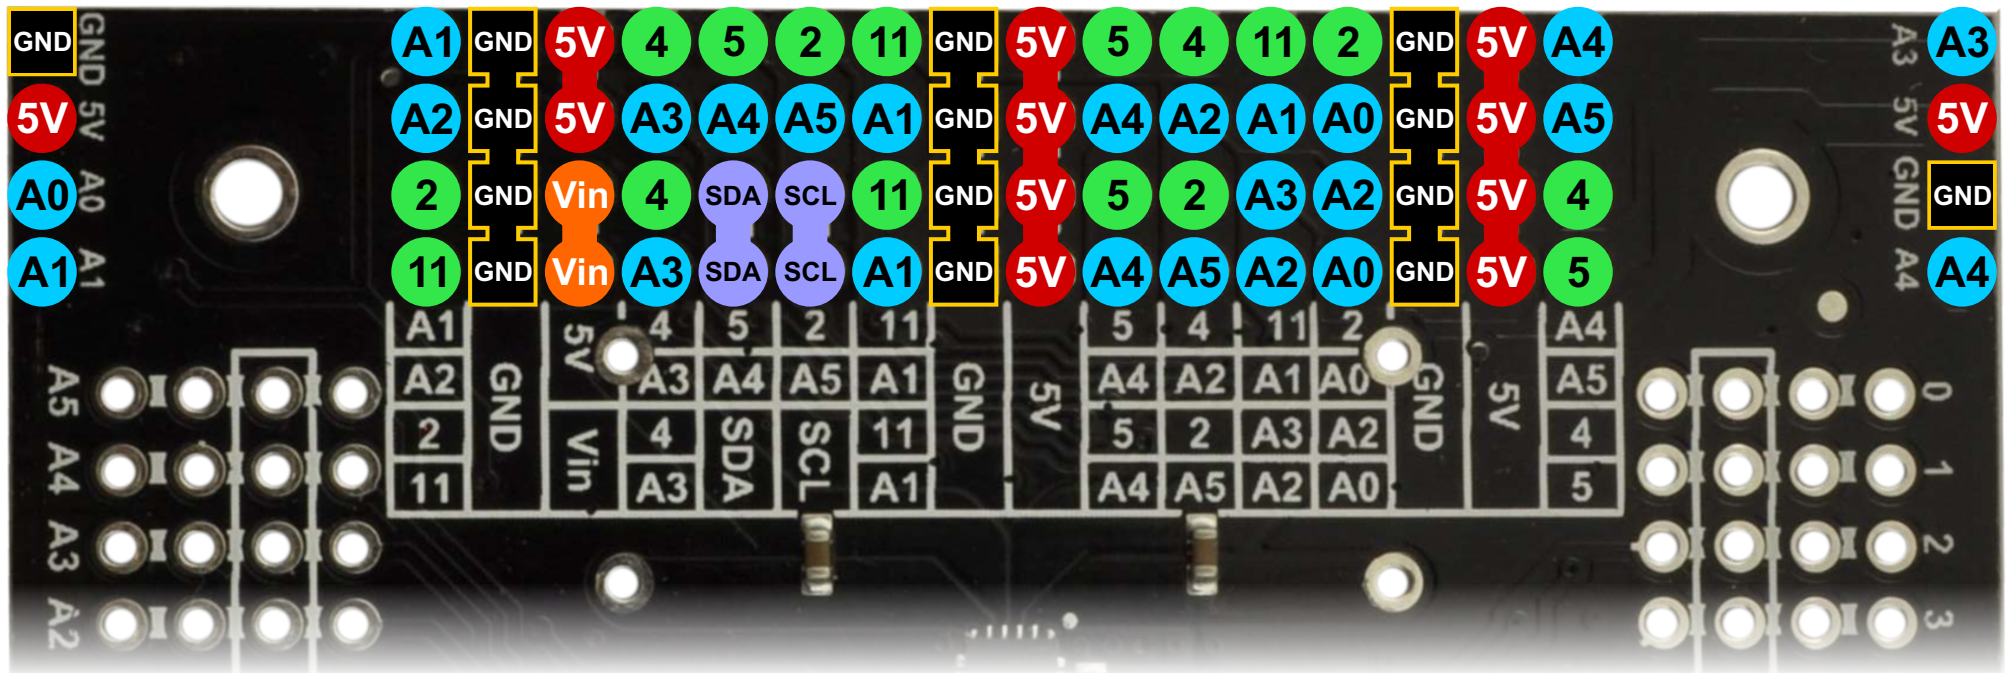 GND GND A1 GND 5V 4 5 2 11 GND 5V 5 4 11 2 GND 5V A4 A3 A3
5V 5V A2 GND 5V A3 A4 A5 A1 GND 5V A4 A2 A1 A0 GND 5V A5 5V 5V
A0 A0 2 GND Vin 4 SDA SCL 11 GND 5V 5 2 A3 A2 GND 5V 4 GND GND
A1 A1 11 GND Vin A3 SDA SCL A1 GND 5V A4 A5 A2 A0 GND 5V 5 A4 A4
A1 GND 5V 4 5 2 11 GND 5V 5 4 11 2 GND 5V A4
A5 A2 A3 A4 A5 A1 A4 A2 A1 A0 A5 0
2 Vin 4 SDA SCL 11 5 2 A3 A2 4
A4 11 A3 A1 A4 A5 A2 A0 5 1
A3 2
A2 3